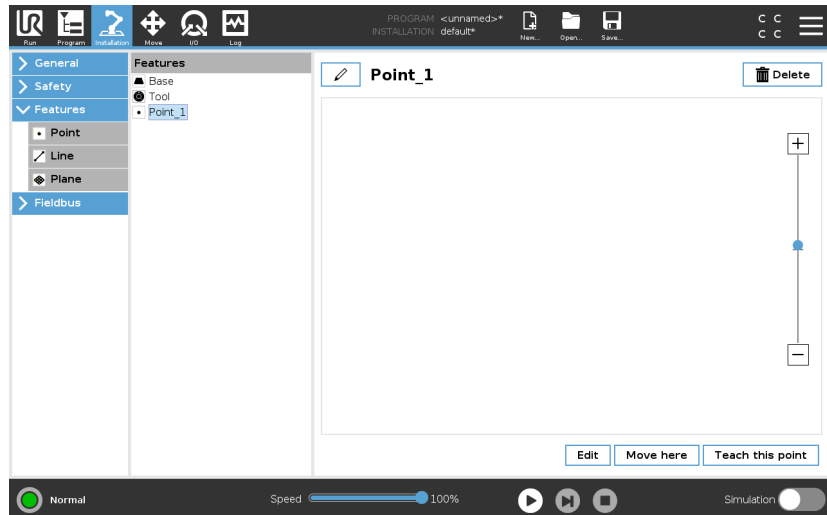 PROGRAM <unnamed>*
INSTALLATION default*
UR
C C
C C
Run Program Installation Move I/O Log New... Open... Save...
General
Safety
Features
Point
Line
Plane
Fieldbus
Features
Base
Tool
Point_1
Point_1
Delete
+
−
Edit Move here Teach this point
Normal Speed 100% Simulation